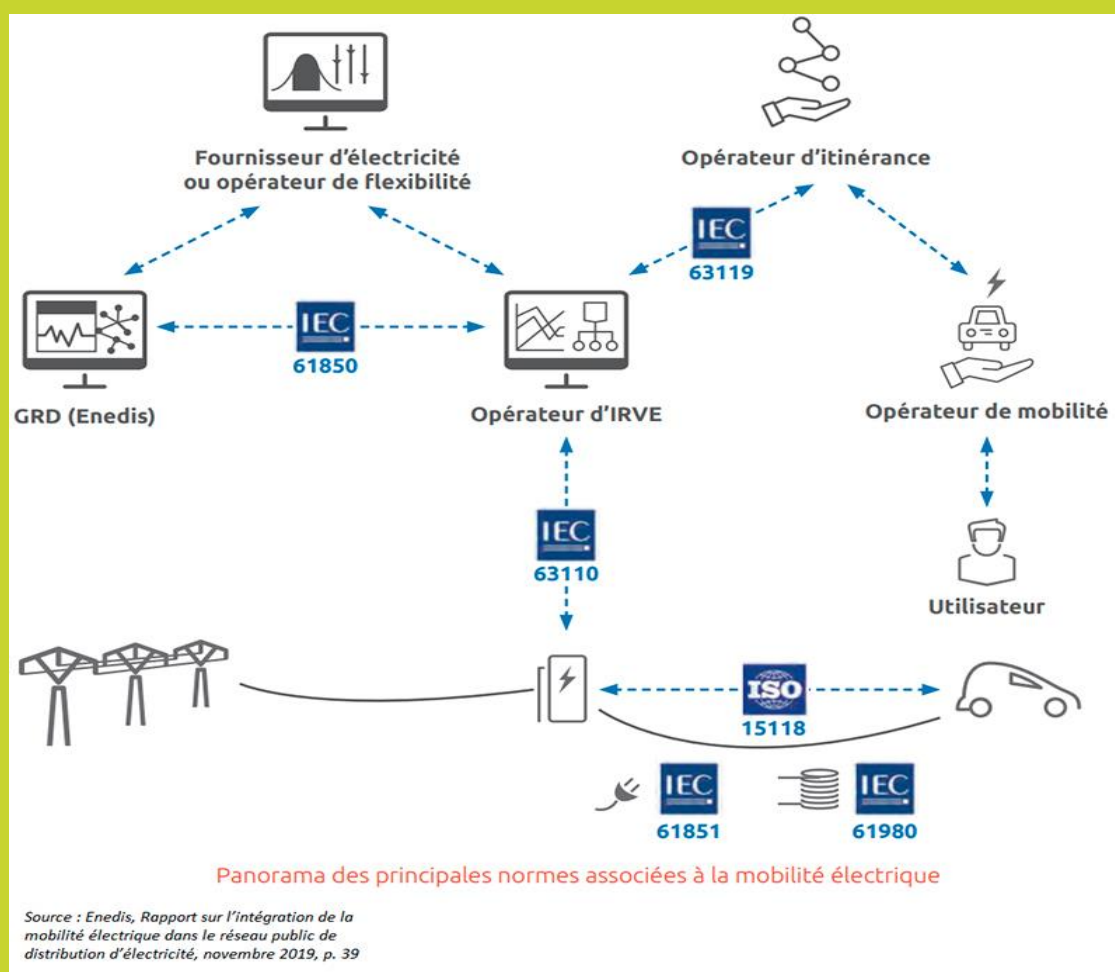 Fournisseur d'électricité
ou opérateur de flexibilité
Opérateur d'itinérance
IEC
63119
IEC
61850
GRD (Enedis)
Opérateur d'IRVE
Opérateur de mobilité
IEC
63110
Utilisateur
ISO
15118
IEC
61851
IEC
61980
Panorama des principales normes associées à la mobilité électrique
Source : Enedis, Rapport sur l'intégration de la
mobilité électrique dans le réseau public de
distribution d'électricité, novembre 2019, p. 39